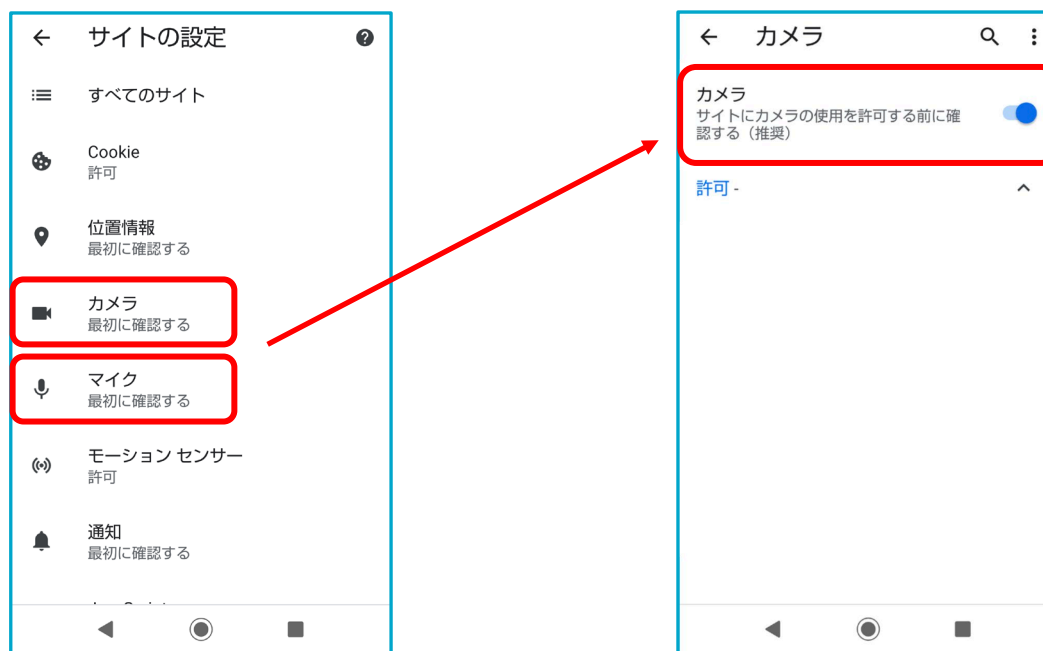 サイトの設定
すべてのサイト
Cookie
許可
位置情報
最初に確認する
カメラ
最初に確認する
マイク
最初に確認する
モーション センサー
許可
通知
最初に確認する
カメラ
カメラ
サイトにカメラの使用を許可する前に確
認する（推奨）
許可 -